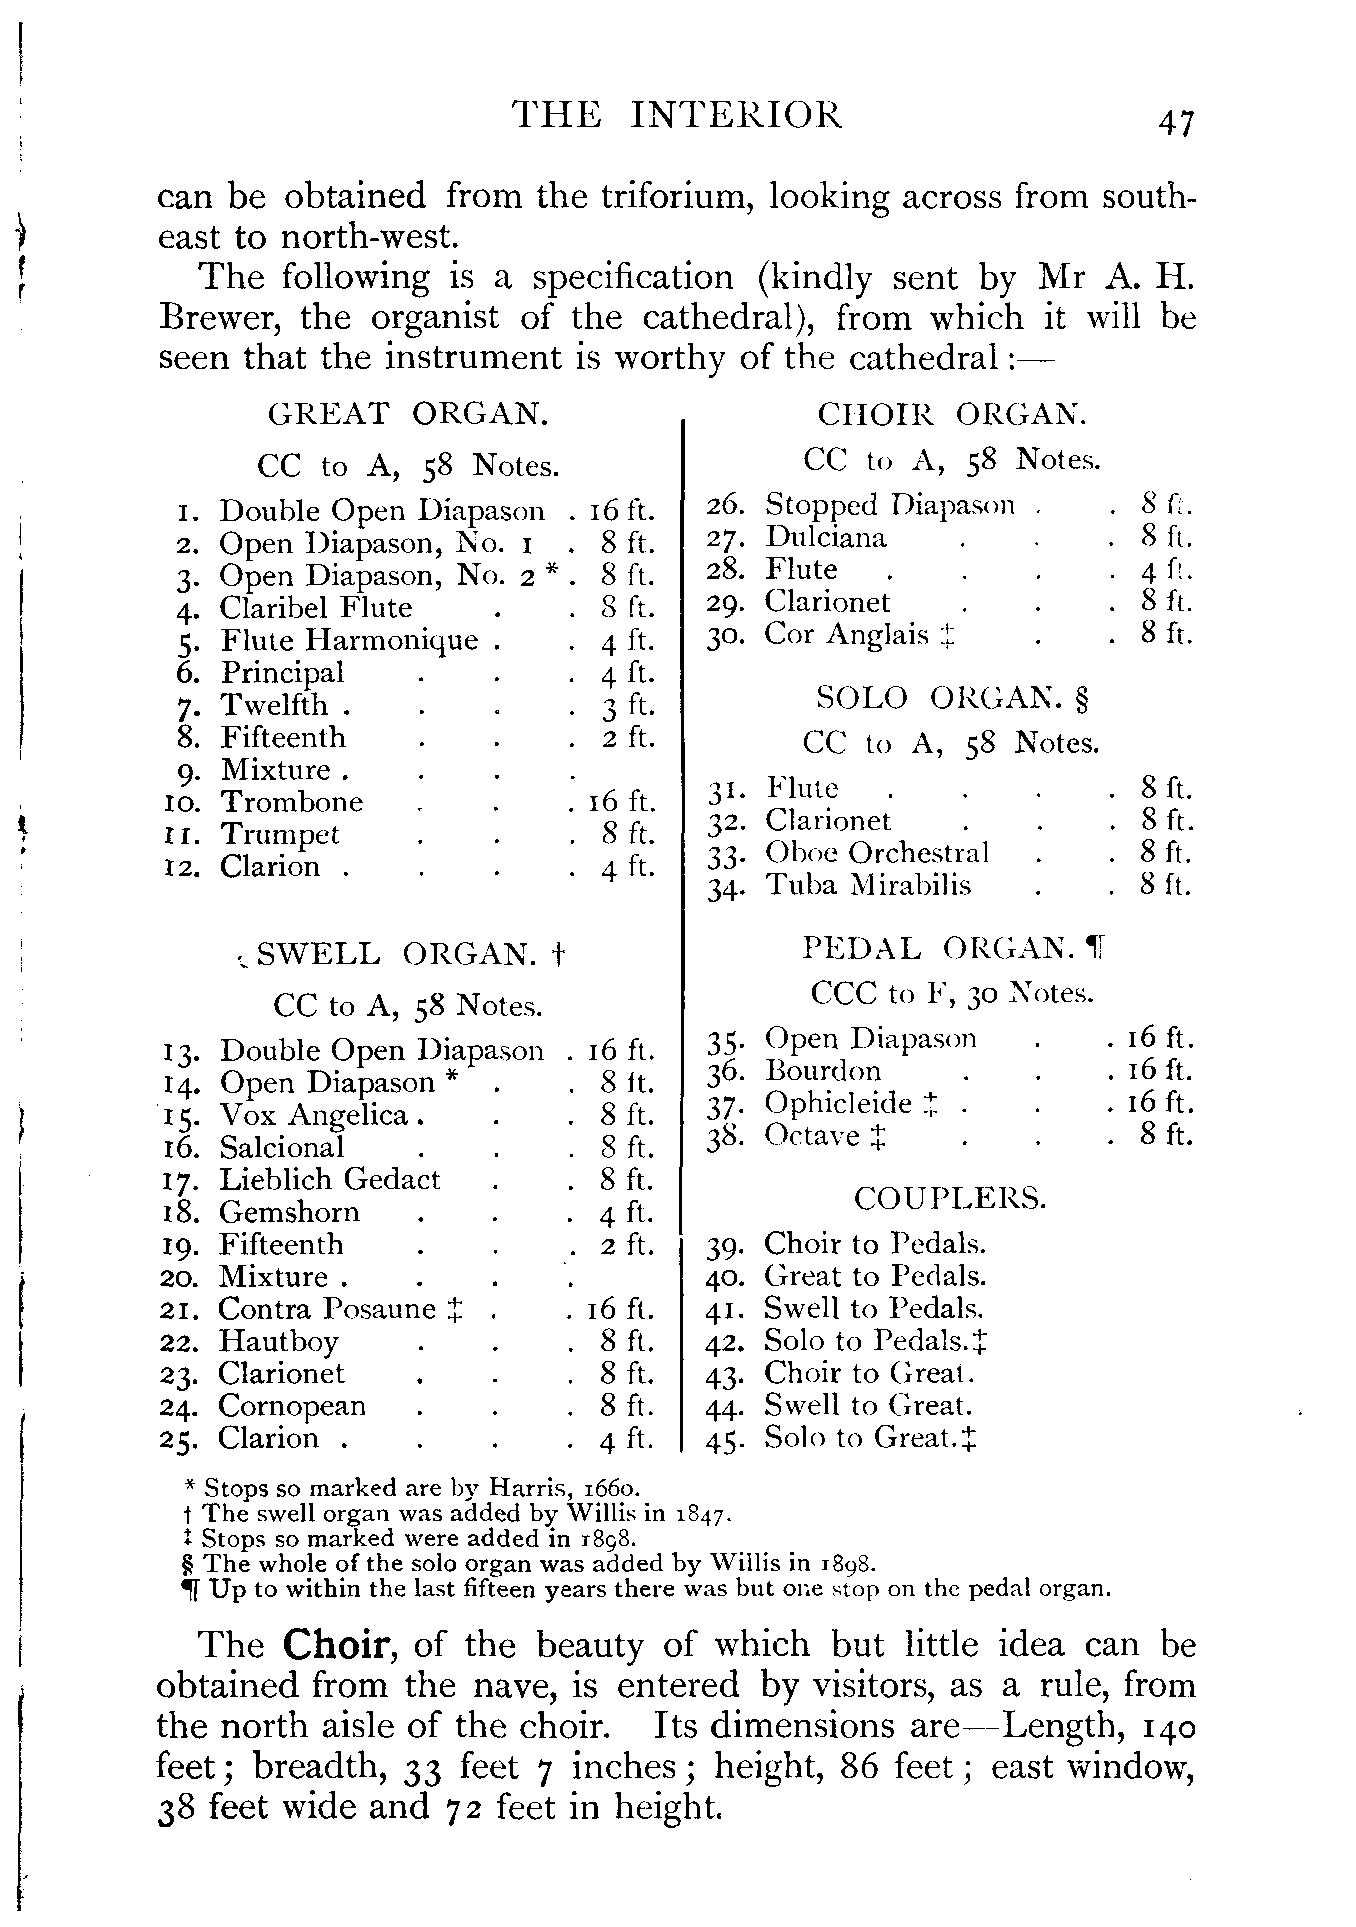 THE INTERIOR 47
can be obtained from the triforium, looking across from south-
east to north-west.
The following is a specification (kindly sent by Mr A. H.
Brewer, the organist of the cathedral), from which it will be
seen that the instrument is worthy of the cathedral :—
GREAT ORGAN.
CC to A, 58 Notes.
1. Double Open Diapason . 16 ft.
2. Open Diapason, No. 1 . 8 ft.
3. Open Diapason, No. 2 * . 8 ft.
4. Claribel Flute . . 8 ft.
5. Flute Harmonique . . 4 ft.
6. Principal . . . 4 ft.
7. Twelfth . . . . 3 ft.
8. Fifteenth . . . 2 ft.
9. Mixture . . . .
10. Trombone . . . 16 ft.
11. Trumpet . . . 8 ft.
12. Clarion . . . . 4 ft.
SWELL ORGAN. †
CC to A, 58 Notes.
13. Double Open Diapason . 16 ft.
14. Open Diapason * . . 8 ft.
15. Vox Angelica . . . 8 ft.
16. Salcional . . . 8 ft.
17. Lieblich Gedact . . 8 ft.
18. Gemshorn . . . 4 ft.
19. Fifteenth . . . 2 ft.
20. Mixture . . . .
21. Contra Posaune ‡ . . 16 ft.
22. Hautboy . . . 8 ft.
23. Clarionet . . . 8 ft.
24. Cornopean . . . 8 ft.
25. Clarion . . . . 4 ft.
CHOIR ORGAN.
CC to A, 58 Notes.
26. Stopped Diapason . . 8 ft.
27. Dulciana . . . 8 ft.
28. Flute . . . . 4 ft.
29. Clarionet . . . 8 ft.
30. Cor Anglais ‡ . . 8 ft.
SOLO ORGAN. §
CC to A, 58 Notes.
31. Flute . . . . 8 ft.
32. Clarionet . . . 8 ft.
33. Oboe Orchestral . . 8 ft.
34. Tuba Mirabilis . . 8 ft.
PEDAL ORGAN. ¶
CCC to F, 30 Notes.
35. Open Diapason . . 16 ft.
36. Bourdon . . . 16 ft.
37. Ophicleide ‡ . . . 16 ft.
38. Octave ‡ . . . 8 ft.
COUPLERS.
39. Choir to Pedals.
40. Great to Pedals.
41. Swell to Pedals.
42. Solo to Pedals.‡
43. Choir to Great.
44. Swell to Great.
45. Solo to Great.‡
* Stops so marked are by Harris, 1660.
† The swell organ was added by Willis in 1847.
‡ Stops so marked were added in 1898.
§ The whole of the solo organ was added by Willis in 1898.
¶ Up to within the last fifteen years there was but one stop on the pedal organ.
The Choir, of the beauty of which but little idea can be
obtained from the nave, is entered by visitors, as a rule, from
the north aisle of the choir. Its dimensions are—Length, 140
feet; breadth, 33 feet 7 inches; height, 86 feet; east window,
38 feet wide and 72 feet in height.